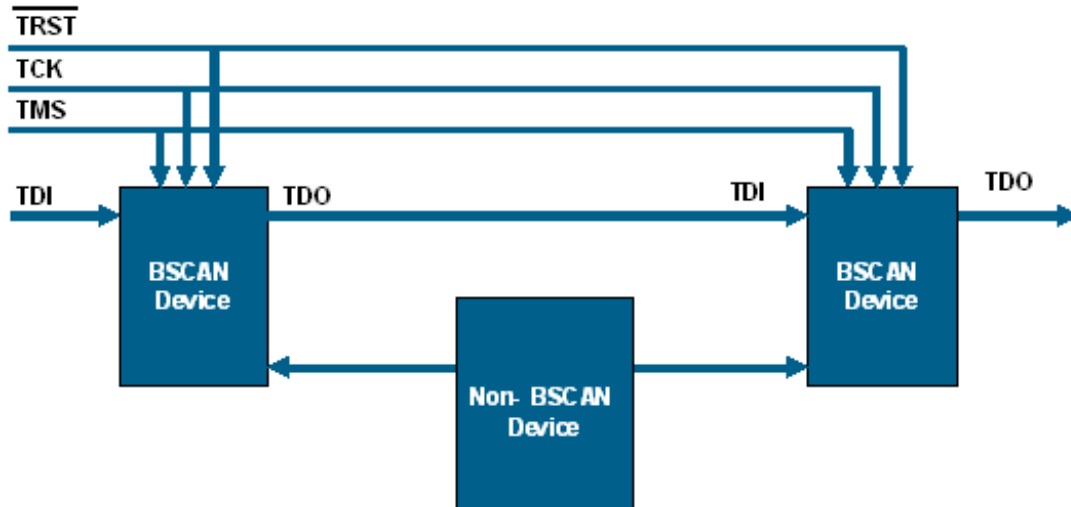 TRST
TCK
TMS
TDI
TDO
TDI
TDO
BSCAN
Device
BSCAN
Device
Non- BSCAN
Device